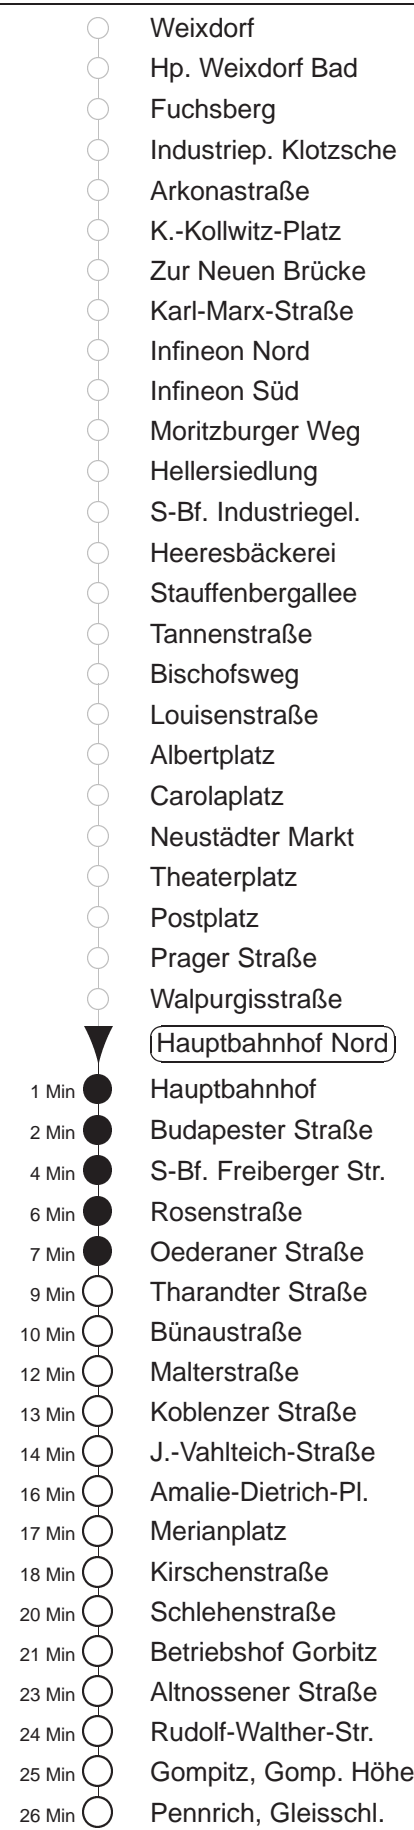 Weixdorf
Hp. Weixdorf Bad
Fuchsberg
Industriep. Klotzsche
Arkonastraße
K.-Kollwitz-Platz
Zur Neuen Brücke
Karl-Marx-Straße
Infineon Nord
Infineon Süd
Moritzburger Weg
Hellersiedlung
S-Bf. Industriegel.
Heeresbäckerei
Stauffenbergallee
Tannenstraße
Bischofsweg
Louisenstraße
Albertplatz
Carolaplatz
Neustädter Markt
Theaterplatz
Postplatz
Prager Straße
Walpurgisstraße
Hauptbahnhof Nord
1 Min Hauptbahnhof
2 Min Budapester Straße
4 Min S-Bf. Freiberger Str.
6 Min Rosenstraße
7 Min Oederaner Straße
9 Min Tharandter Straße
10 Min Bünaustraße
12 Min Malterstraße
13 Min Koblenzer Straße
14 Min J.-Vahlteich-Straße
16 Min Amalie-Dietrich-Pl.
17 Min Merianplatz
18 Min Kirschenstraße
20 Min Schlehenstraße
21 Min Betriebshof Gorbitz
23 Min Altnossener Straße
24 Min Rudolf-Walther-Str.
25 Min Gompitz, Gomp. Höhe
26 Min Pennrich, Gleisschl.